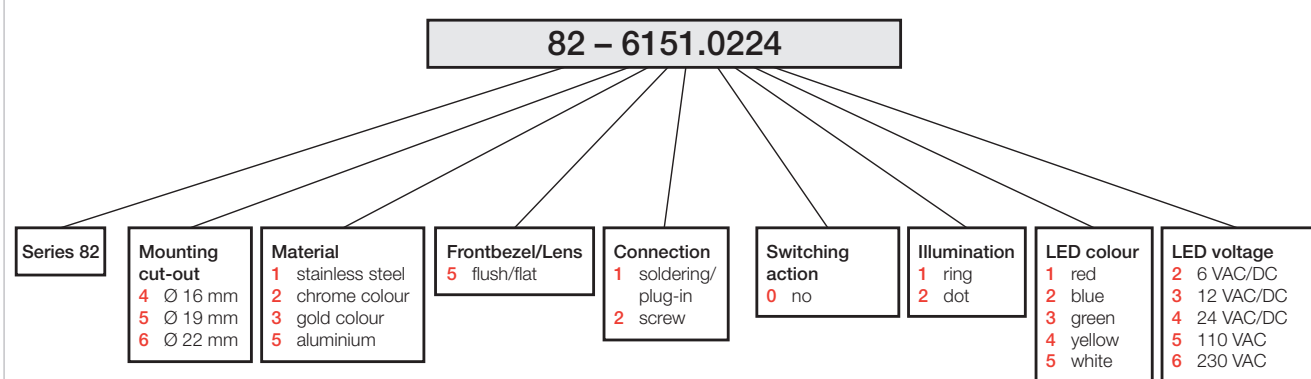 82 – 6151.0224
Series 82
Mounting
cut-out
4 Ø 16 mm
5 Ø 19 mm
6 Ø 22 mm
Material
1 stainless steel
2 chrome colour
3 gold colour
5 aluminium
Frontbezel/Lens
5 flush/flat
Connection
1 soldering/
plug-in
2 screw
Switching
action
0 no
Illumination
1 ring
2 dot
LED colour
1 red
2 blue
3 green
4 yellow
5 white
LED voltage
2 6 VAC/DC
3 12 VAC/DC
4 24 VAC/DC
5 110 VAC
6 230 VAC